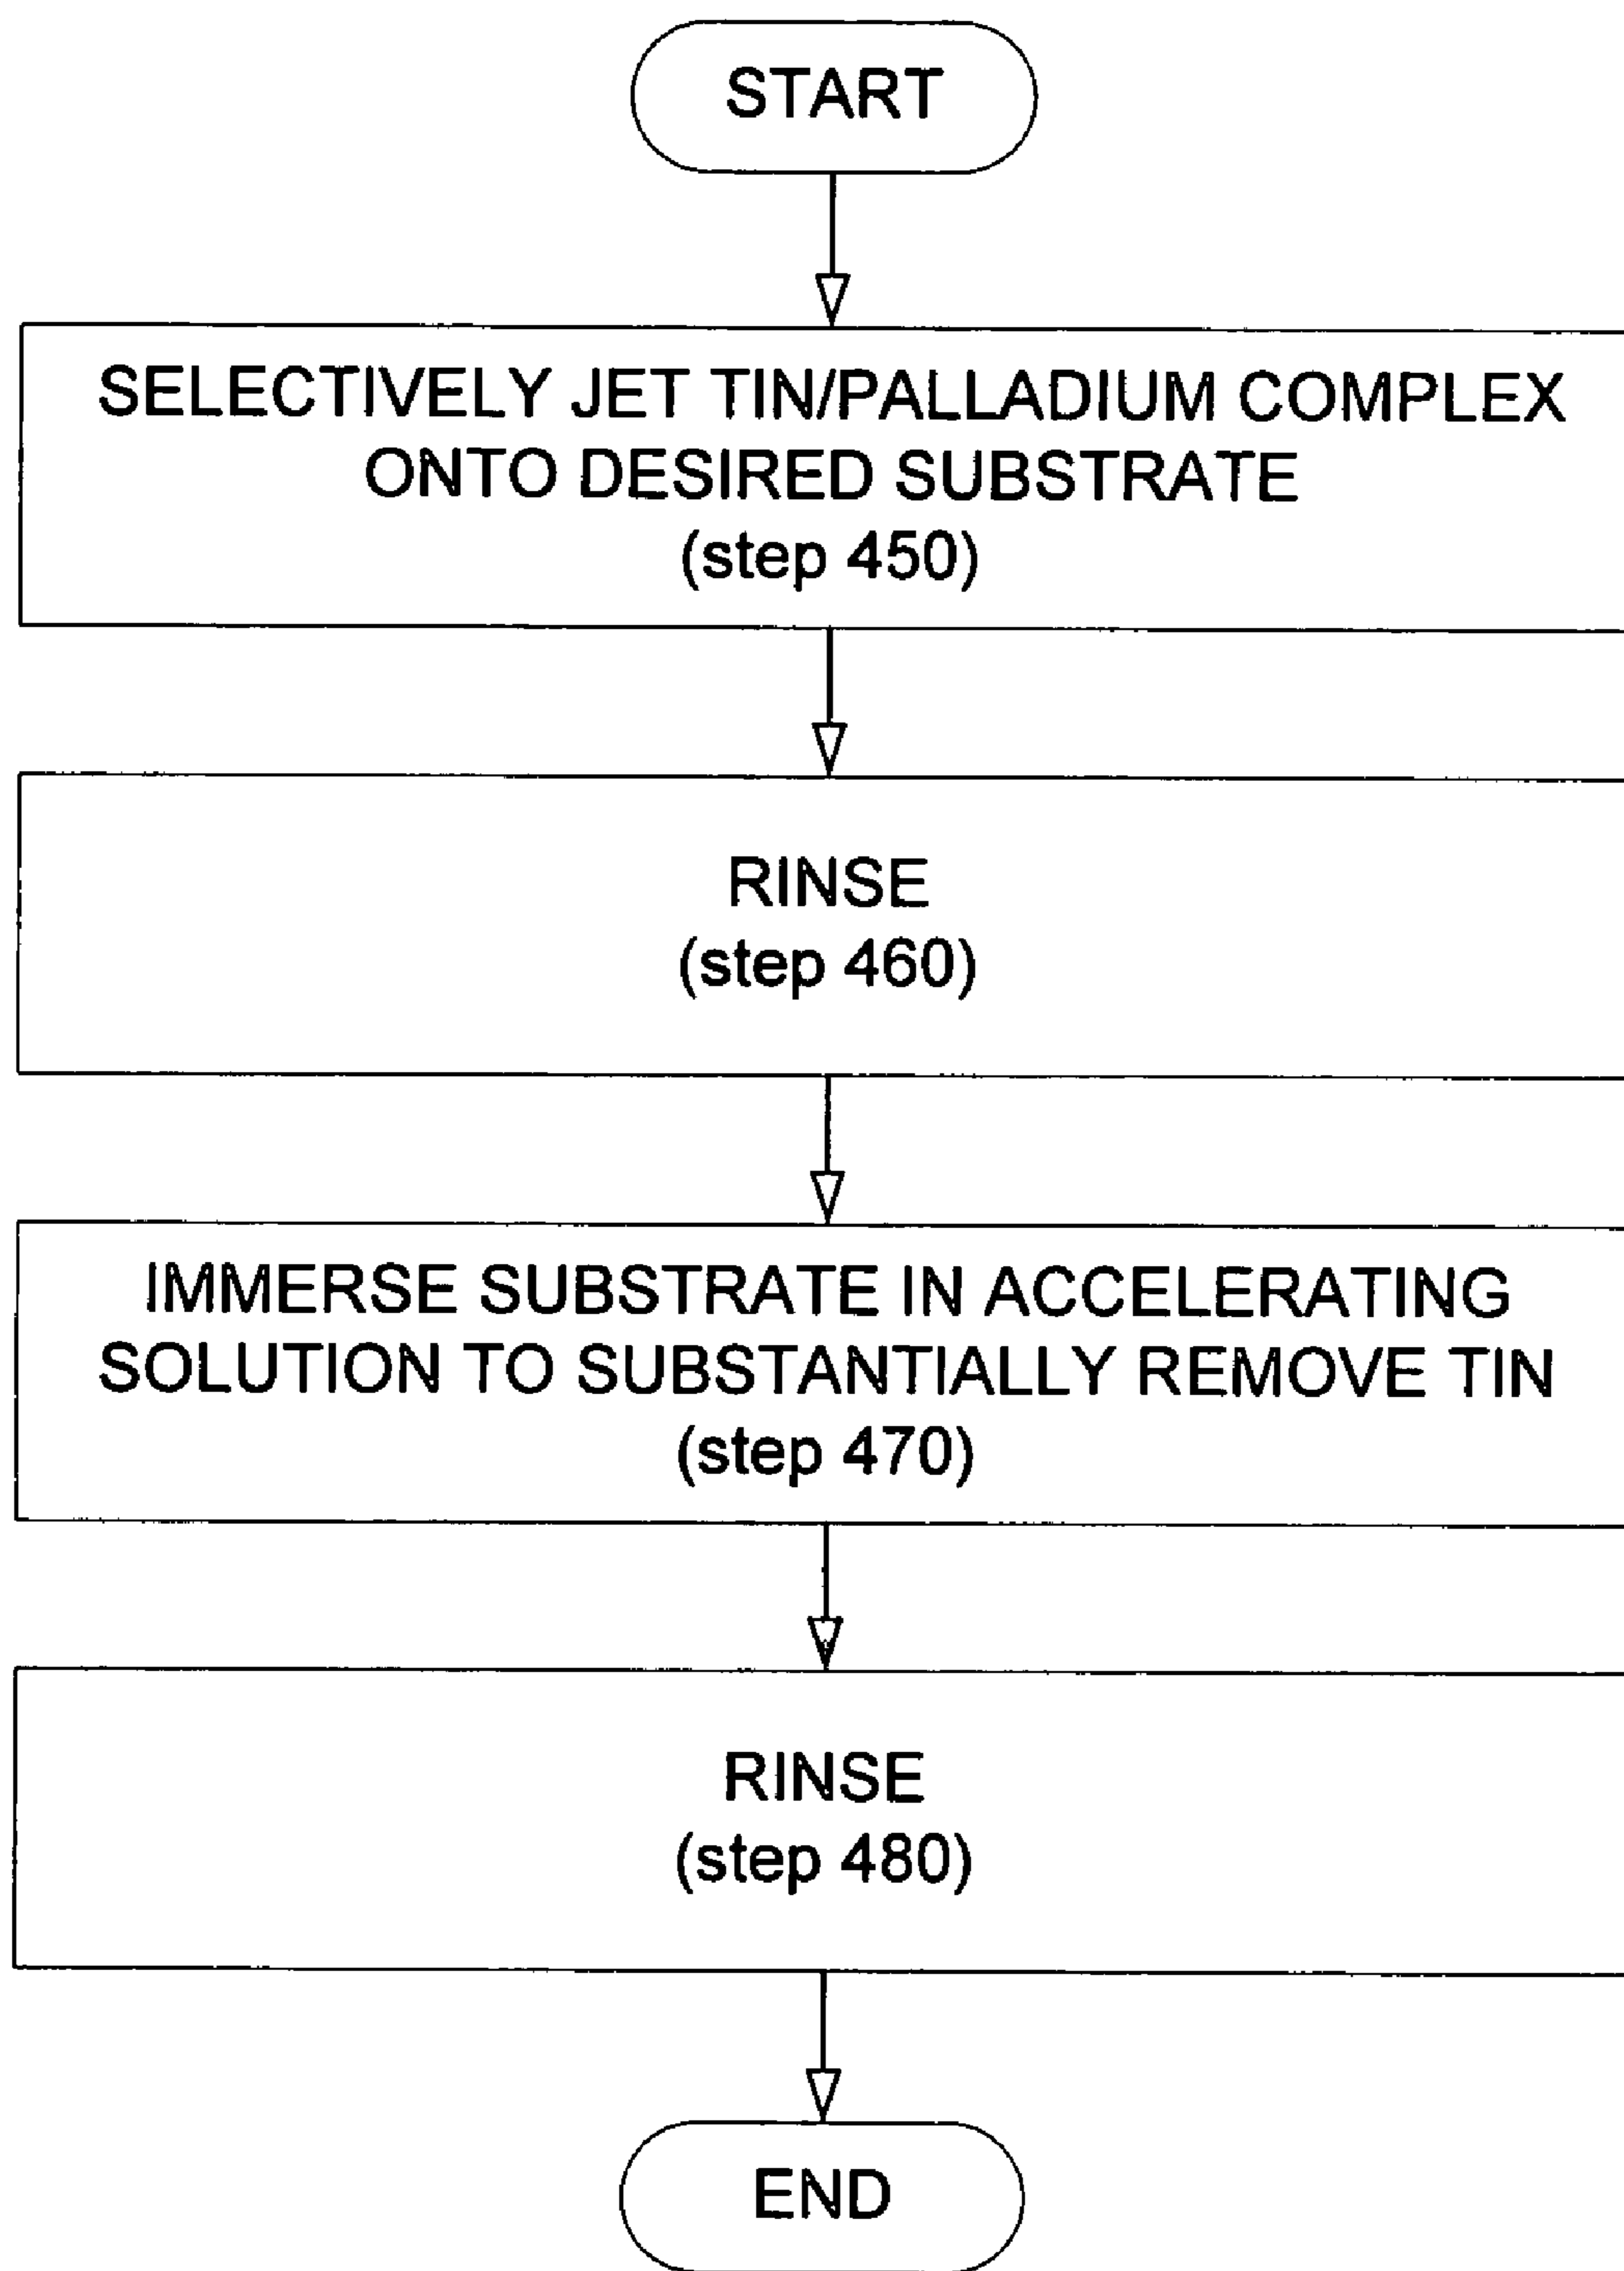 START
SELECTIVELY JET TIN/PALLADIUM COMPLEX
ONTO DESIRED SUBSTRATE
(step 450)
RINSE
(step 460)
IMMERSE SUBSTRATE IN ACCELERATING
SOLUTION TO SUBSTANTIALLY REMOVE TIN
(step 470)
RINSE
(step 480)
END